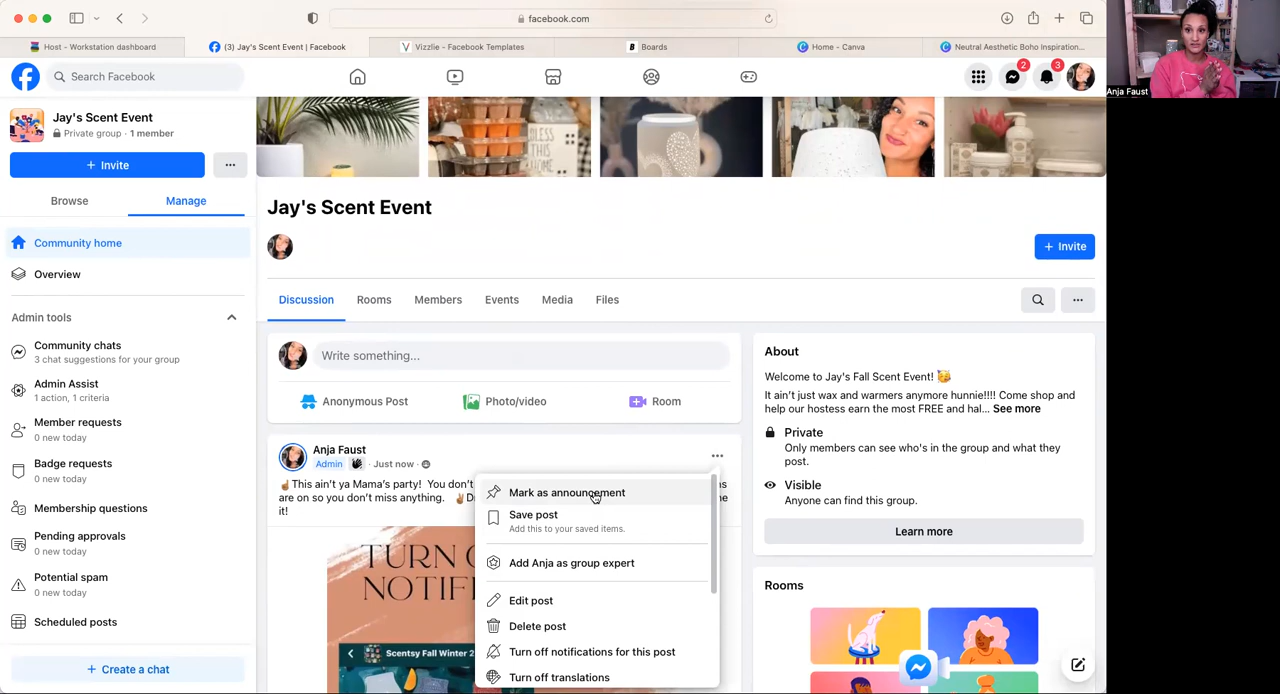 facebook.com
Host - Workstation dashboard
(3) Jay's Scent Event | Facebook
Vizzlie - Facebook Templates
Boards
Home - Canva
Neutral Aesthetic Boho Inspiration...
Anja Faust
Search Facebook
2
3
Jay's Scent Event
Private group · 1 member
+ Invite
Browse
Manage
Community home
Overview
Admin tools
Community chats
3 chat suggestions for your group
Admin Assist
1 action, 1 criteria
Member requests
0 new today
Badge requests
0 new today
Membership questions
Pending approvals
0 new today
Potential spam
0 new today
Scheduled posts
+ Create a chat
BLESS
THIS
HOME
Jay's Scent Event
+ Invite
Discussion
Rooms
Members
Events
Media
Files
Write something...
Anonymous Post
Photo/video
Room
Anja Faust
Admin
· Just now ·
☝🏽This ain't ya Mama's party! You don't
are on so you don't miss anything.
it!
TURN
NOTIF
Scentsy Fall Winter 2
Mark as announcement
Save post
Add this to your saved items.
Add Anja as group expert
Edit post
Delete post
Turn off notifications for this post
Turn off translations
About
Welcome to Jay's Fall Scent Event! 🥳
It ain't just wax and warmers anymore hunnie!!!! Come shop and
help our hostess earn the most FREE and hal... See more
Private
Only members can see who's in the group and what they
post.
Visible
Anyone can find this group.
Learn more
Rooms